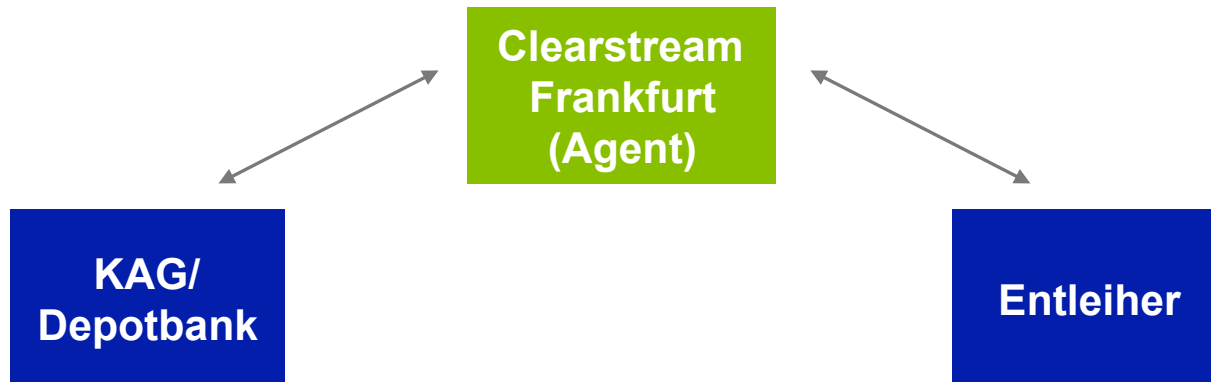 Clearstream
Frankfurt
(Agent)
KAG/
Depotbank
Entleiher